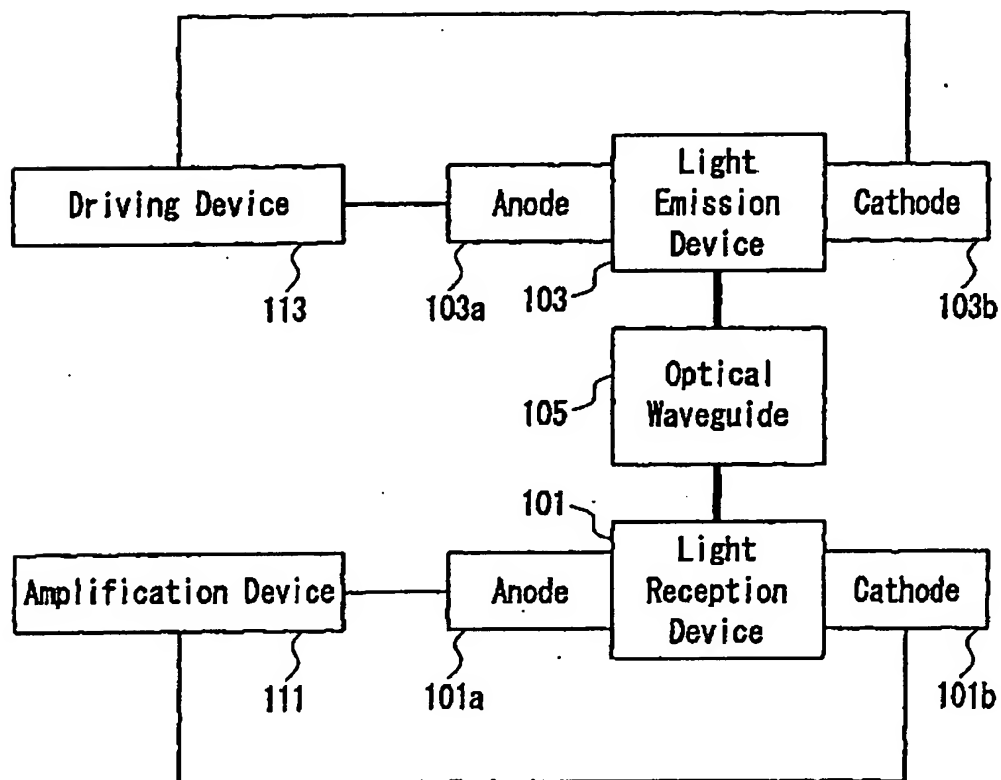 Driving Device
Anode
Light
Emission
Device
Cathode
113
103a
103
103b
Optical
Waveguide
105
101
Amplification Device
Anode
Light
Reception
Device
Cathode
111
101a
101b